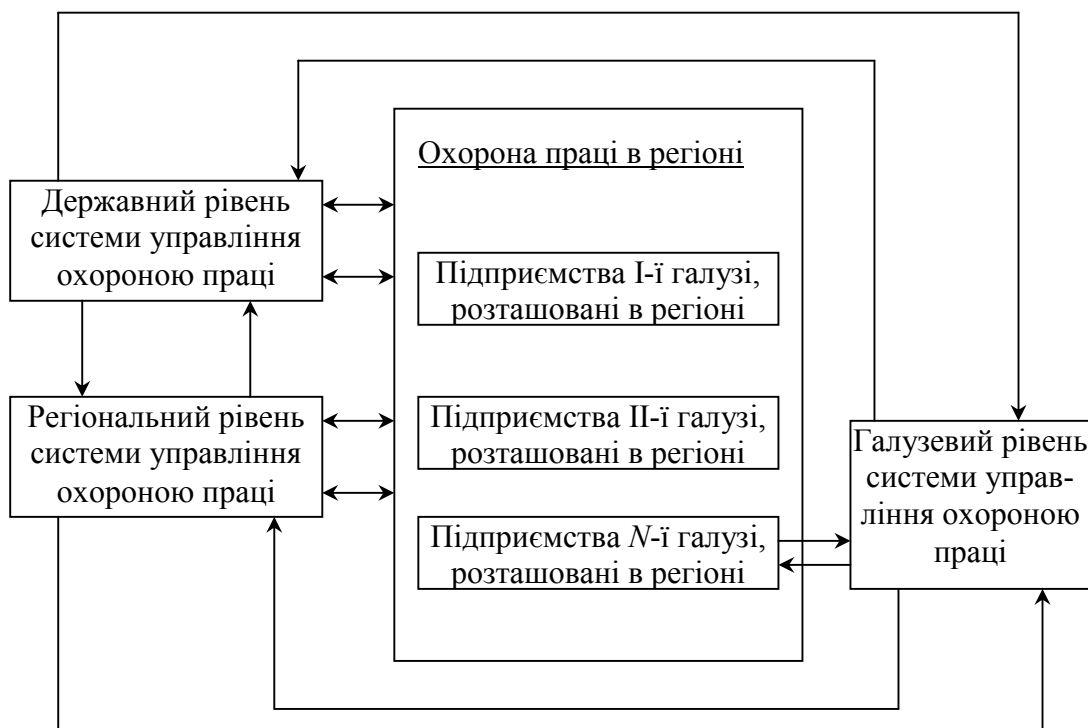 Охорона праці в регіоні
Державний рівень
системи управління
охороною праці
Підприємства І-ї галузі,
розташовані в регіоні
Регіональний рівень
системи управління
охороною праці
Підприємства ІІ-ї галузі,
розташовані в регіоні
Галузевий рівень
системи управ-
ління охороною
праці
Підприємства N-ї галузі,
розташовані в регіоні